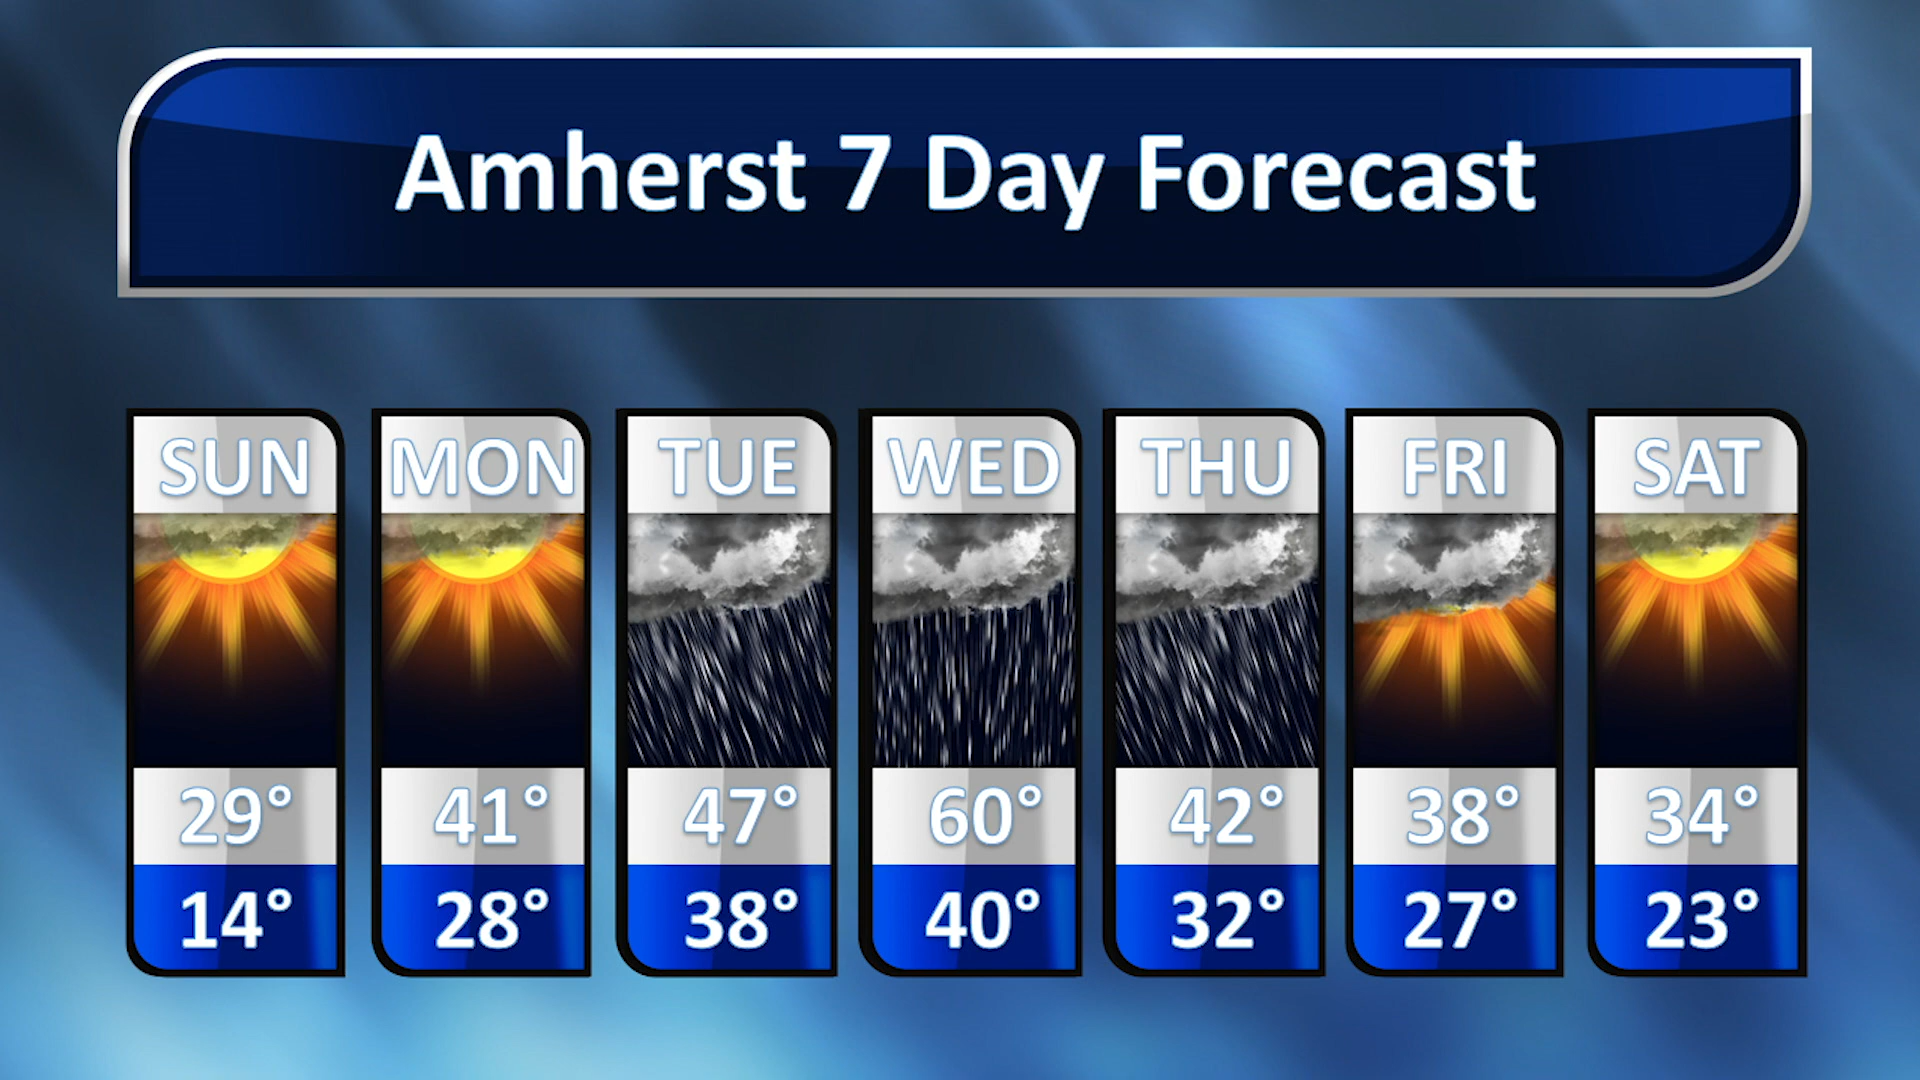 Amherst 7 Day Forecast
SUN MON TUE WED THU FRI SAT
29° 41° 47° 60° 42° 38° 34°
14° 28° 38° 40° 32° 27° 23°